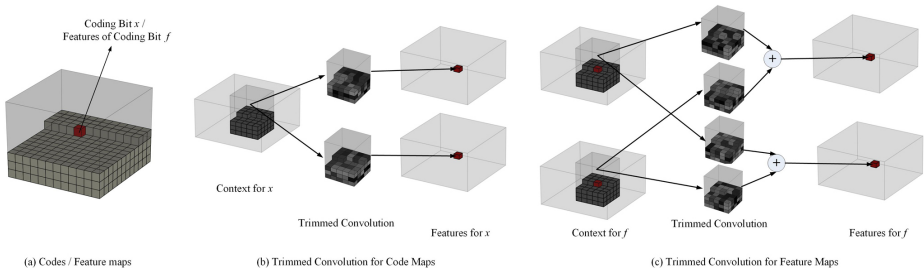 Coding Bit x /
Features of Coding Bit f
(a) Codes / Feature maps
Context for x
Trimmed Convolution
Features for x
(b) Trimmed Convolution for Code Maps
+
+
Context for f
Trimmed Convolution
Features for f
(c) Trimmed Convolution for Feature Maps